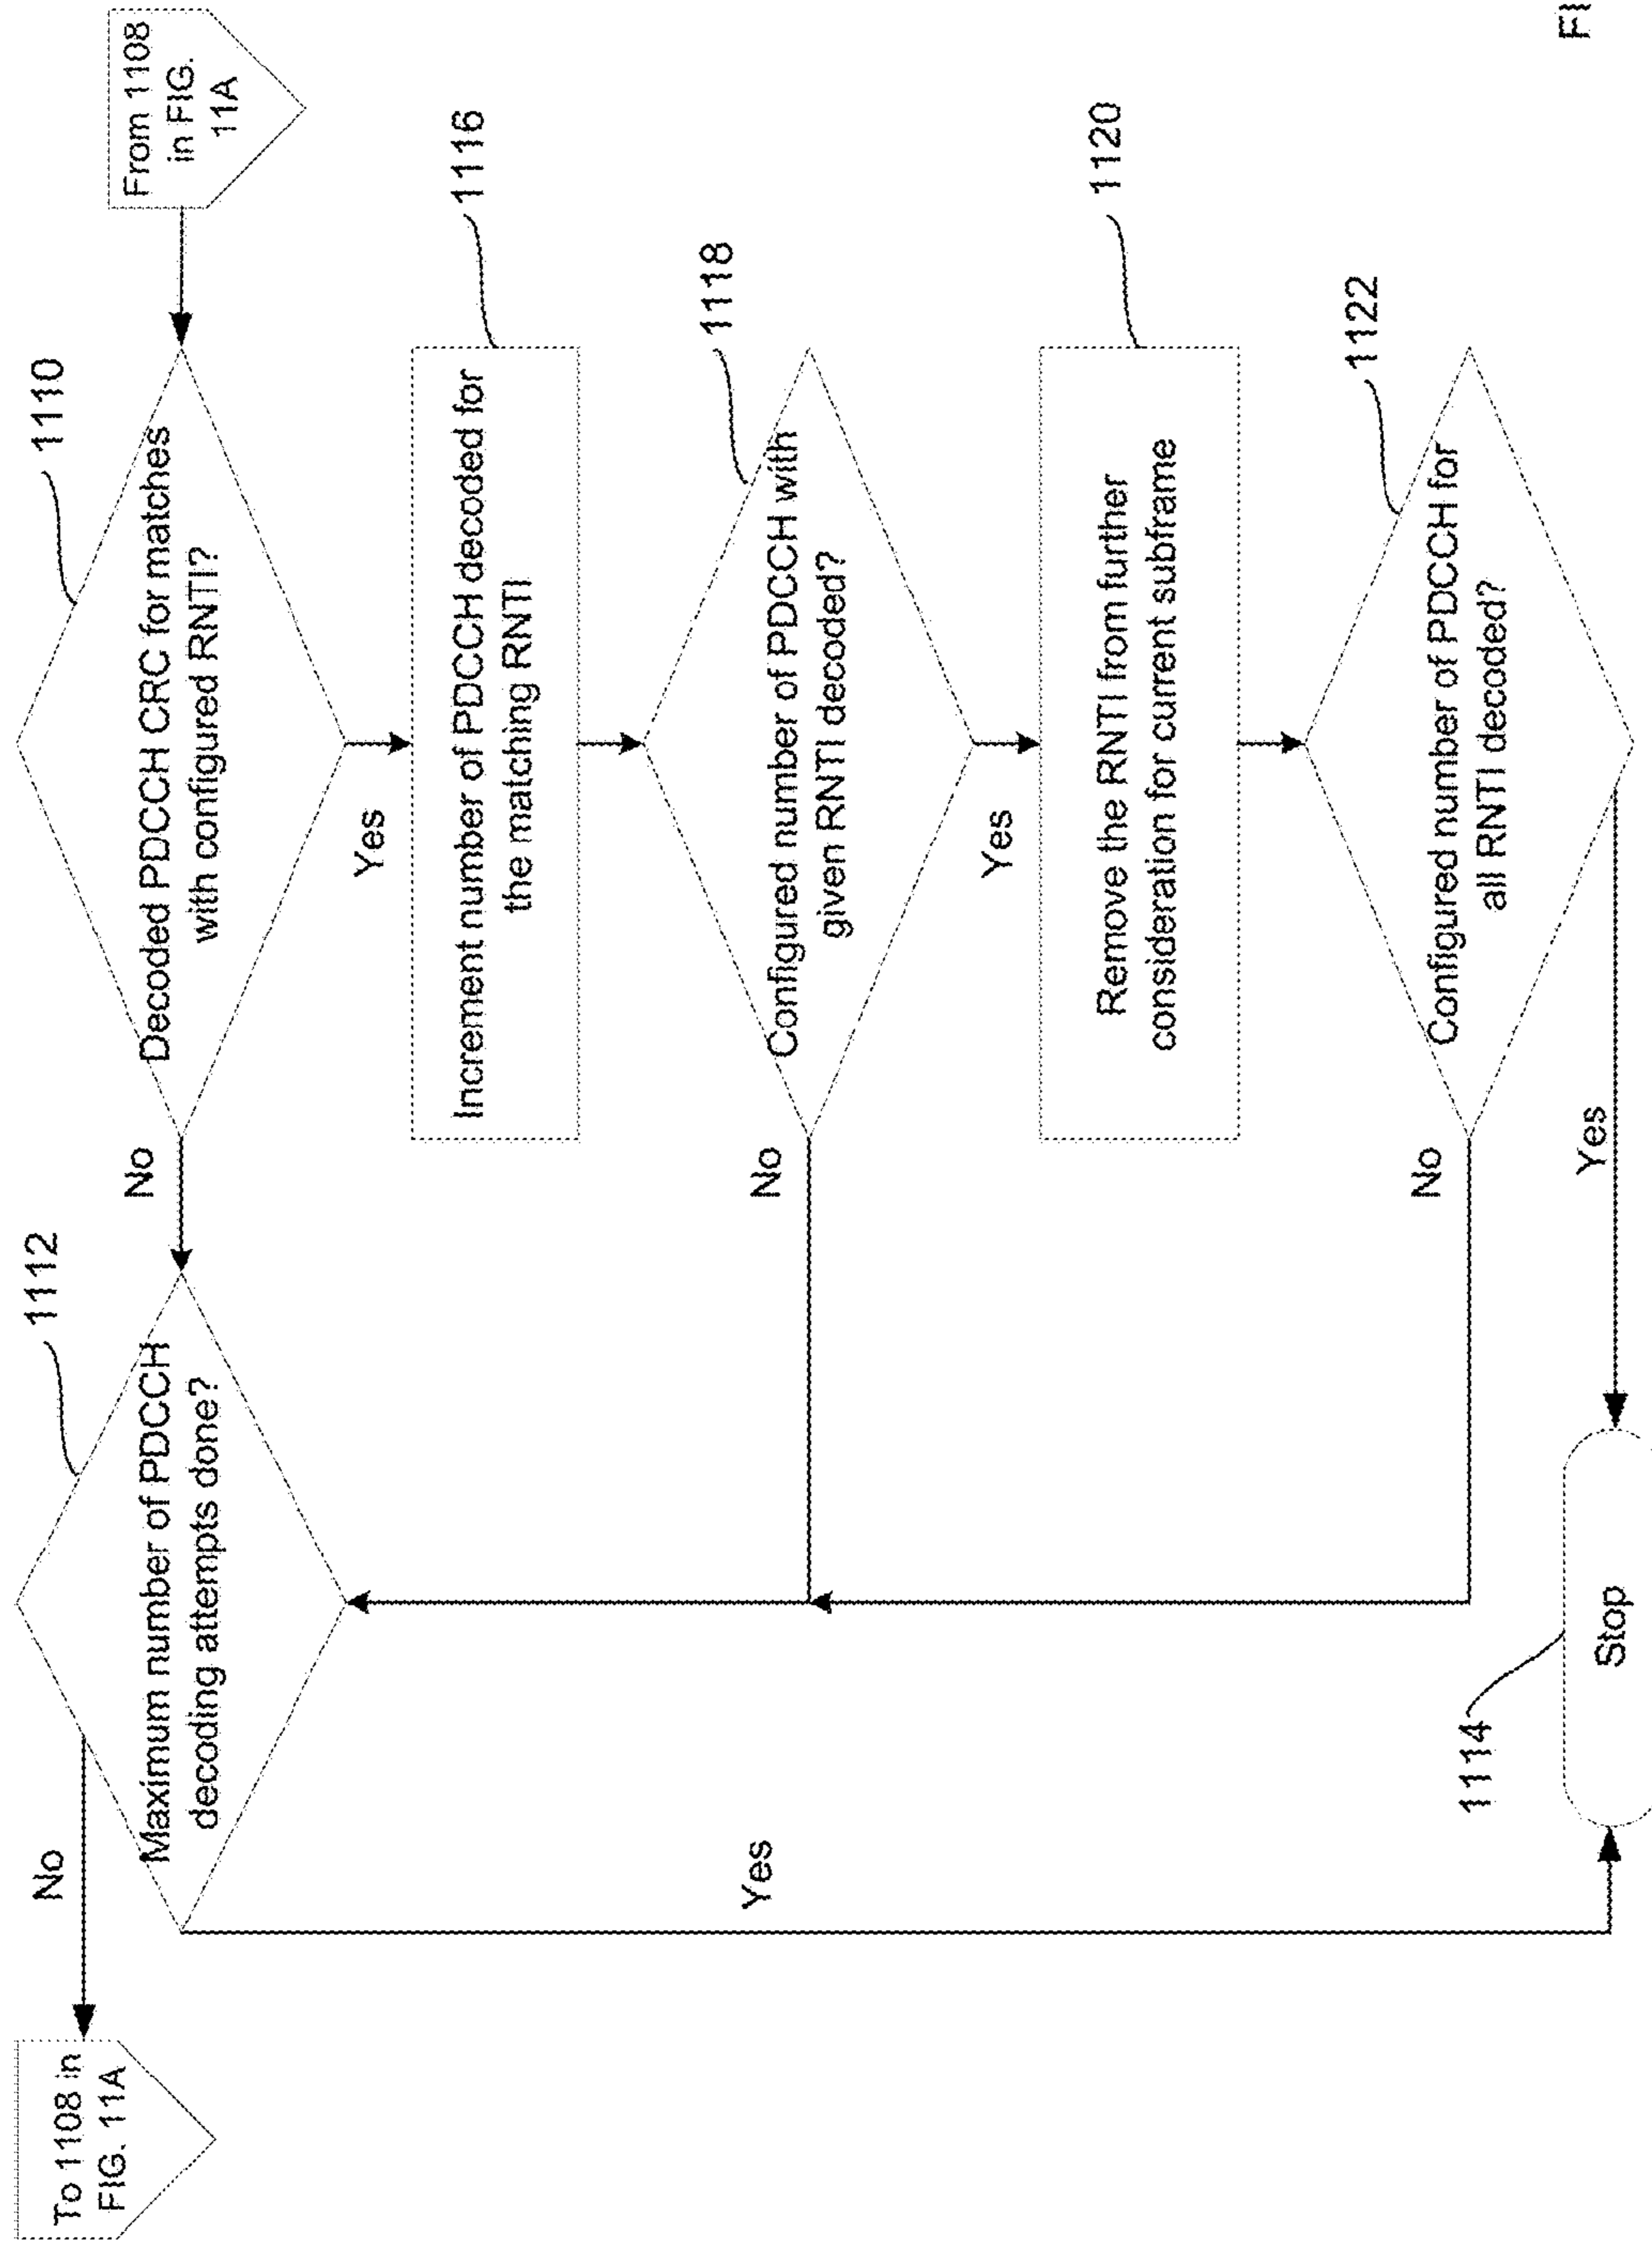 From 1108
in FIG.
11A
1110
Decoded PDCCH CRC for matches
with configured RNTI?
No
Yes
1112
Maximum number of PDCCH
decoding attempts done?
No
To 1108 in
FIG. 11A
Yes
1116
Increment number of PDCCH decoded for
the matching RNTI
1118
Configured number of PDCCH with
given RNTI decoded?
No
Yes
1120
Remove the RNTI from further
consideration for current subframe
1122
Configured number of PDCCH for
all RNTI decoded?
No
Yes
1114
Stop